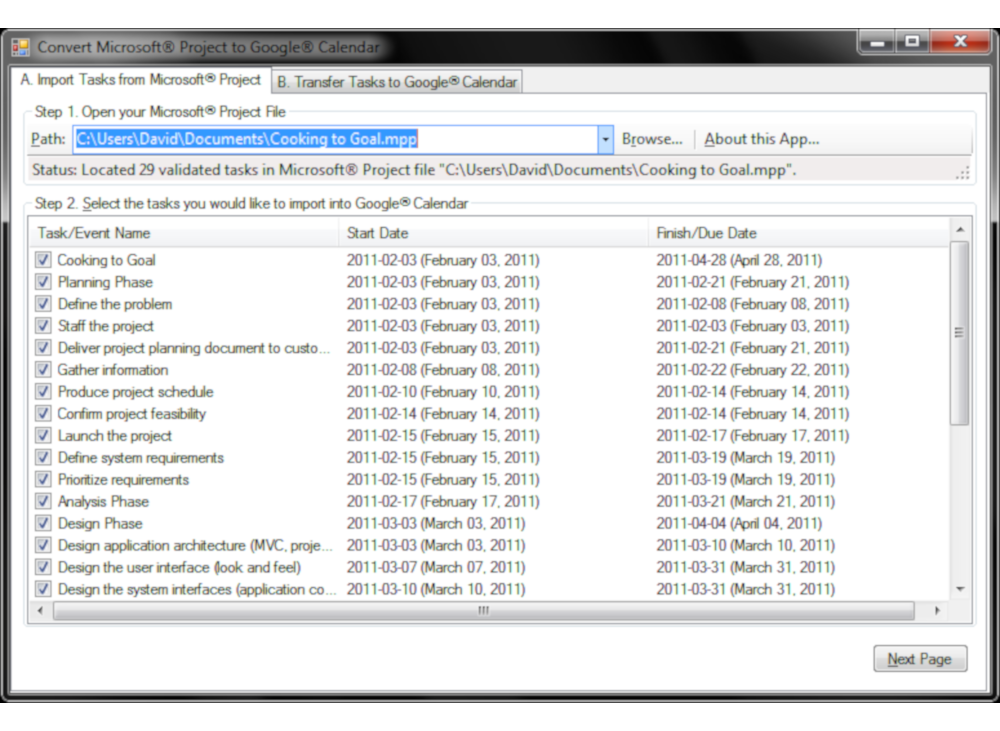 Convert Microsoft® Project to Google® Calendar
A. Import Tasks from Microsoft® Project B. Transfer Tasks to Google® Calendar
Step 1. Open your Microsoft® Project File
Path: C:\Users\David\Documents\Cooking to Goal.mpp Browse... About this App...
Status: Located 29 validated tasks in Microsoft® Project file "C:\Users\David\Documents\Cooking to Goal.mpp".
Step 2. Select the tasks you would like to import into Google® Calendar
Task/Event Name Start Date Finish/Due Date
Cooking to Goal 2011-02-03 (February 03, 2011) 2011-04-28 (April 28, 2011)
Planning Phase 2011-02-03 (February 03, 2011) 2011-02-21 (February 21, 2011)
Define the problem 2011-02-03 (February 03, 2011) 2011-02-08 (February 08, 2011)
Staff the project 2011-02-03 (February 03, 2011) 2011-02-03 (February 03, 2011)
Deliver project planning document to custo... 2011-02-03 (February 03, 2011) 2011-02-21 (February 21, 2011)
Gather information 2011-02-08 (February 08, 2011) 2011-02-22 (February 22, 2011)
Produce project schedule 2011-02-10 (February 10, 2011) 2011-02-14 (February 14, 2011)
Confirm project feasibility 2011-02-14 (February 14, 2011) 2011-02-14 (February 14, 2011)
Launch the project 2011-02-15 (February 15, 2011) 2011-02-17 (February 17, 2011)
Define system requirements 2011-02-15 (February 15, 2011) 2011-03-19 (March 19, 2011)
Prioritize requirements 2011-02-15 (February 15, 2011) 2011-03-19 (March 19, 2011)
Analysis Phase 2011-02-17 (February 17, 2011) 2011-03-21 (March 21, 2011)
Design Phase 2011-03-03 (March 03, 2011) 2011-04-04 (April 04, 2011)
Design application architecture (MVC, proje... 2011-03-03 (March 03, 2011) 2011-03-10 (March 10, 2011)
Design the user interface (look and feel) 2011-03-07 (March 07, 2011) 2011-03-31 (March 31, 2011)
Design the system interfaces (application co... 2011-03-10 (March 10, 2011) 2011-03-31 (March 31, 2011)
Next Page